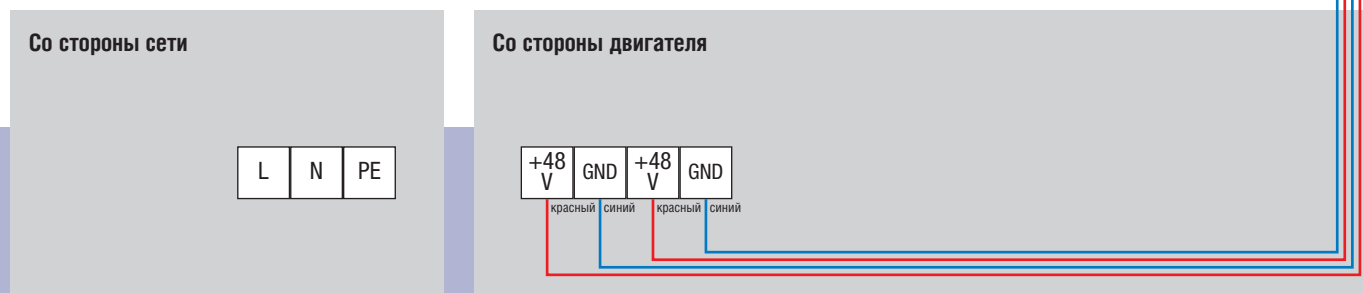 Со стороны сети
Со стороны двигателя
L N PE
+48 V GND +48 V GND
красный синий красный синий